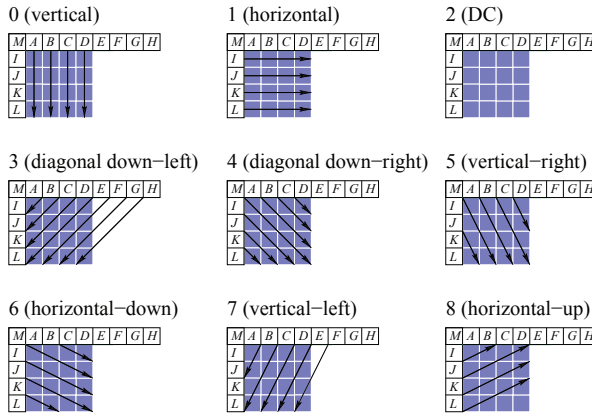 0 (vertical) 1 (horizontal) 2 (DC)
M A B C D E F G H M A B C D E F G H M A B C D E F G H
I I I
J J J
K K K
L L L
3 (diagonal down−left) 4 (diagonal down−right) 5 (vertical−right)
M A B C D E F G H M A B C D E F G H M A B C D E F G H
I I I
J J J
K K K
L L L
6 (horizontal−down) 7 (vertical−left) 8 (horizontal−up)
M A B C D E F G H M A B C D E F G H M A B C D E F G H
I I I
J J J
K K K
L L L